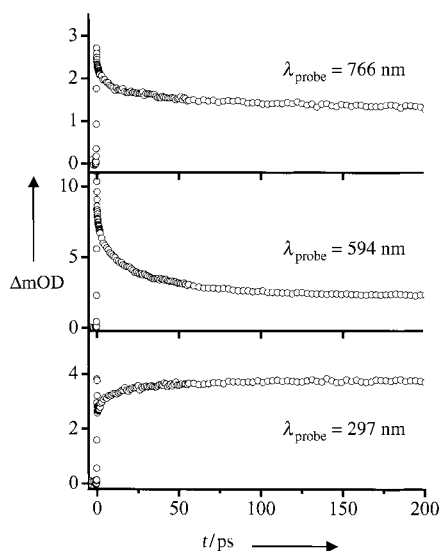 3
2
1
0
λprobe = 766 nm
10
5
0
λprobe = 594 nm
ΔmOD
4
2
0
λprobe = 297 nm
0 50 100 150 200
t/ps